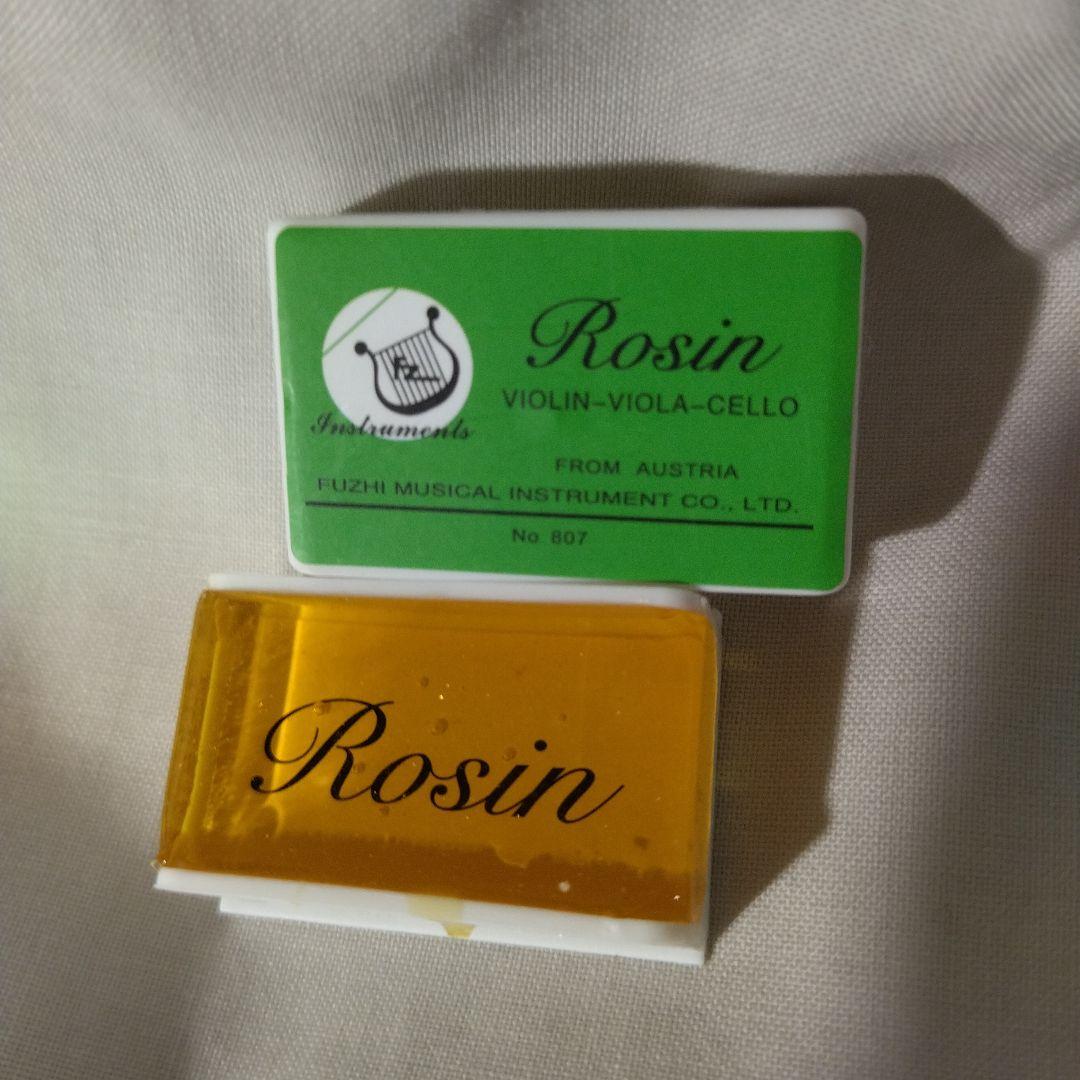 FZ
Instruments
Rosin
VIOLIN–VIOLA–CELLO
FROM AUSTRIA
FUZHI MUSICAL INSTRUMENT CO., LTD.
No 807
Rosin